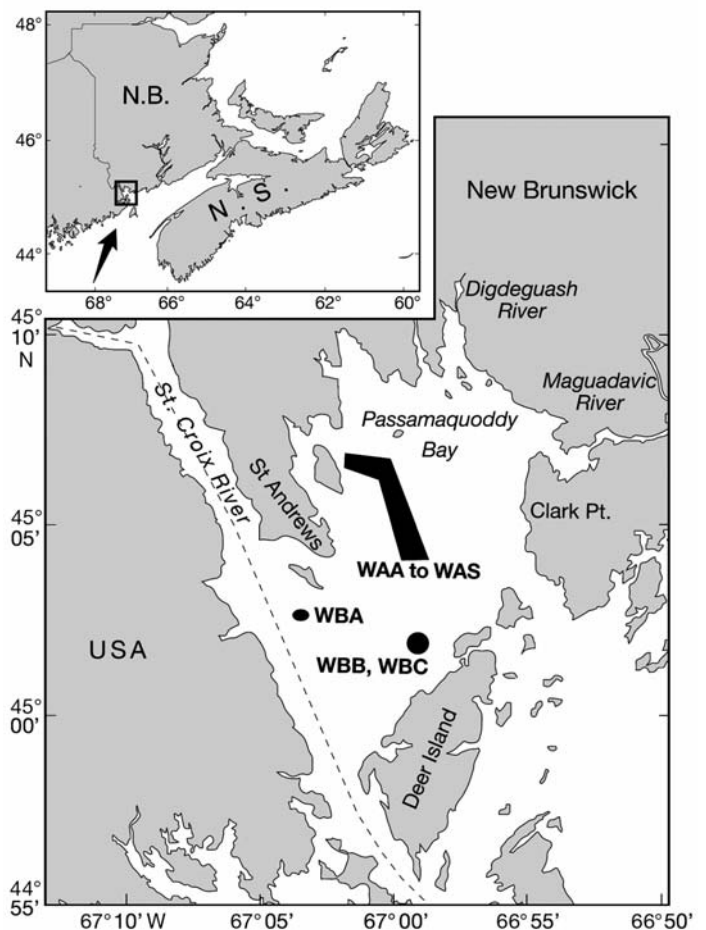 48°
46°
44°
N.B.
N. S.
68°
66°
64°
62°
60°
New Brunswick
Digdeguash
River
Maguadavic
River
Passamaquoddy
Bay
St. Croix River
St Andrews
Clark Pt.
WAA to WAS
WBA
WBB, WBC
USA
Deer Island
45°
10'
N
45°
05'
45°
00'
44°
55'
67°10' W
67°05'
67°00'
66°55'
66°50'